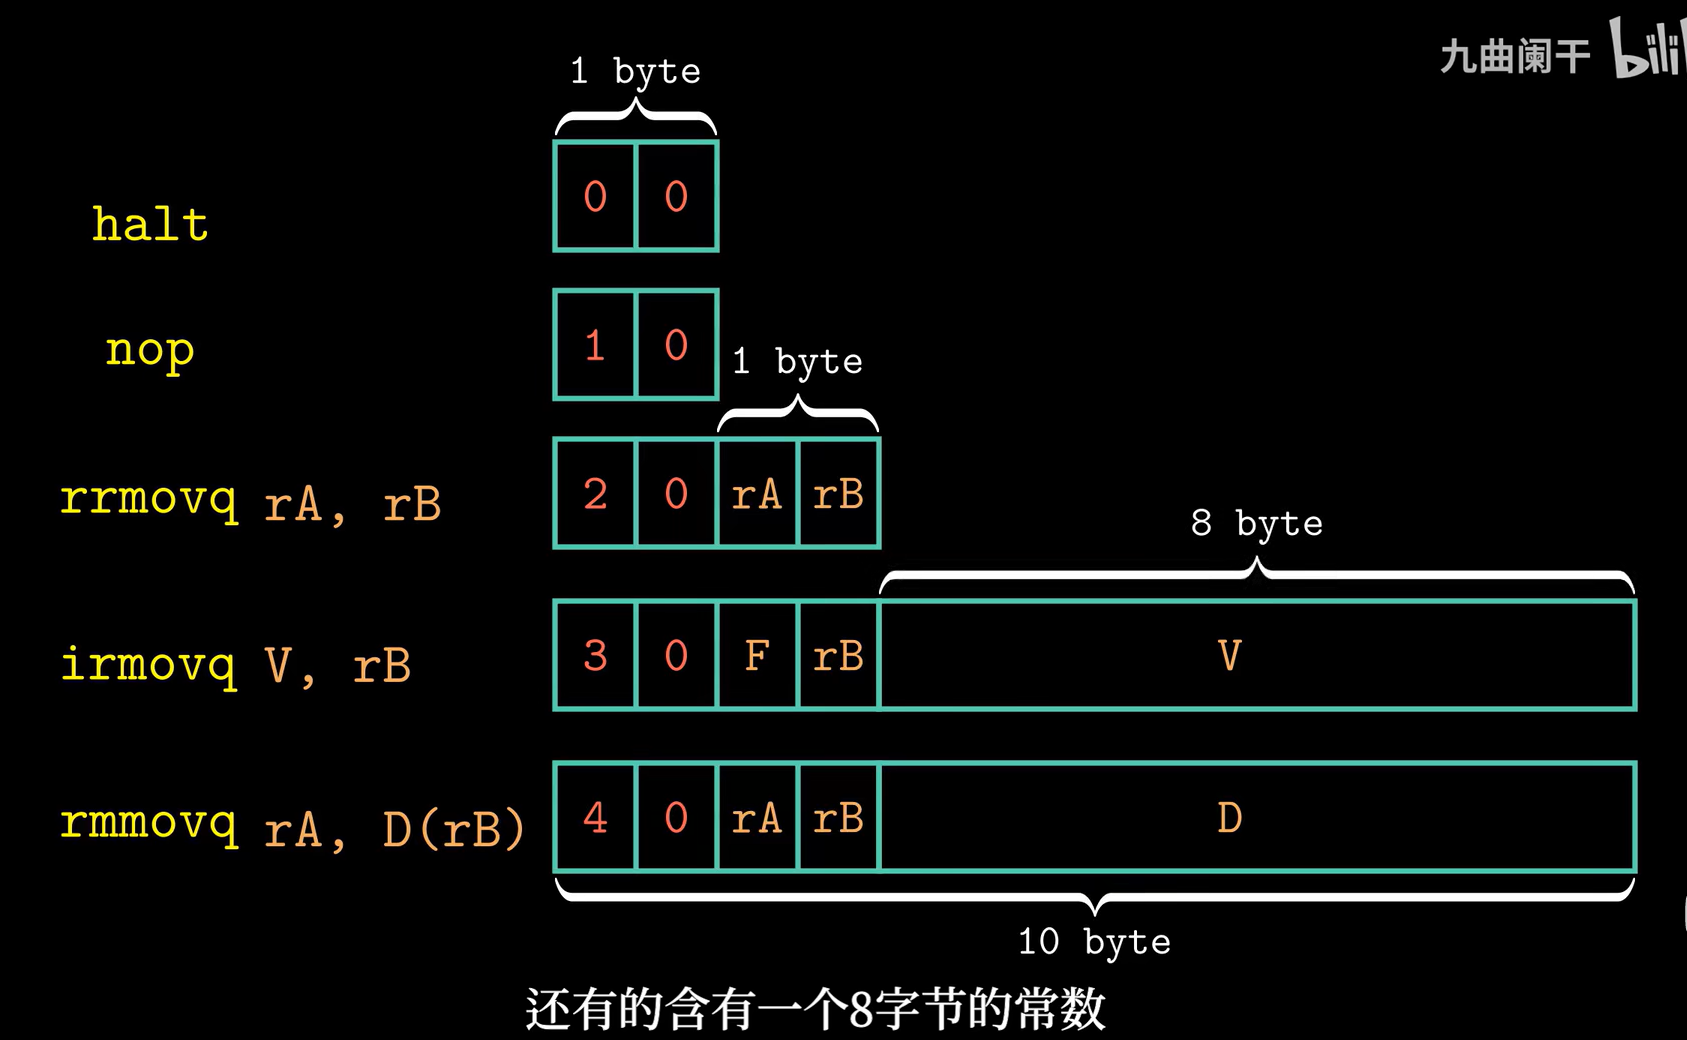 九曲阑干 bilibili
1 byte
halt 0 0
nop 1 0
1 byte
rrmovq rA, rB 2 0 rA rB
8 byte
irmovq V, rB 3 0 F rB V
rmmovq rA, D(rB) 4 0 rA rB D
10 byte
还有的含有一个8字节的常数